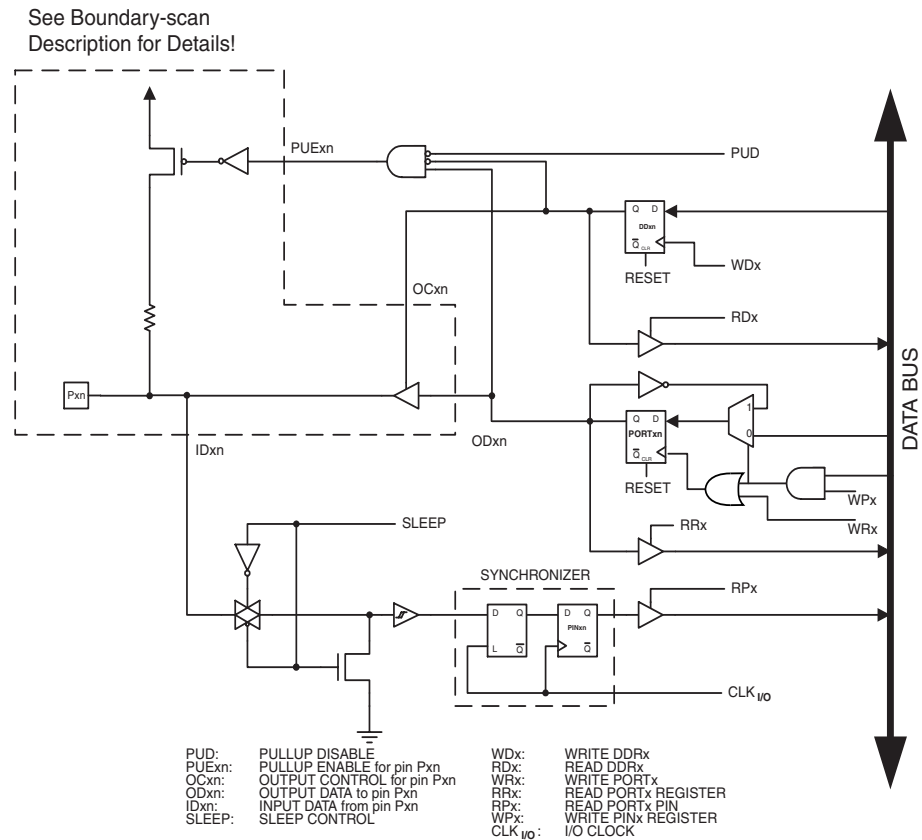 See Boundary-scan
Description for Details!
PUExn
PUD
Q D
DDxn
Q CLR
WDx
RESET
OCxn
RDx
Pxn
1
Q D
PORTxn
0
ODxn
Q CLR
IDxn
RESET
WPx
WRx
RRx
SLEEP
SYNCHRONIZER
RPx
D Q
D Q
PINxn
L Q
Q
CLK I/O
DATA BUS
PUD: PULLUP DISABLE
PUExn: PULLUP ENABLE for pin Pxn
OCxn: OUTPUT CONTROL for pin Pxn
ODxn: OUTPUT DATA to pin Pxn
IDxn: INPUT DATA from pin Pxn
SLEEP: SLEEP CONTROL
WDx: WRITE DDRx
RDx: READ DDRx
WRx: WRITE PORTx
RRx: READ PORTx REGISTER
RPx: READ PORTx PIN
WPx: WRITE PINx REGISTER
CLK I/O : I/O CLOCK